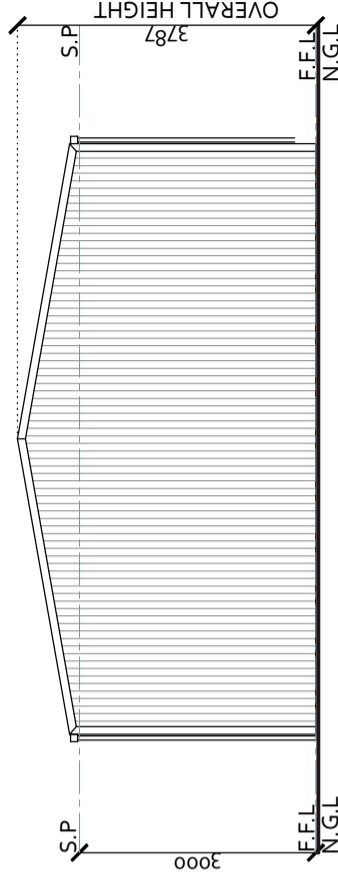 3787
OVERALL HEIGHT
S.P
F.F.L
N.G.L
S.P
3000
F.F.L
N.G.L